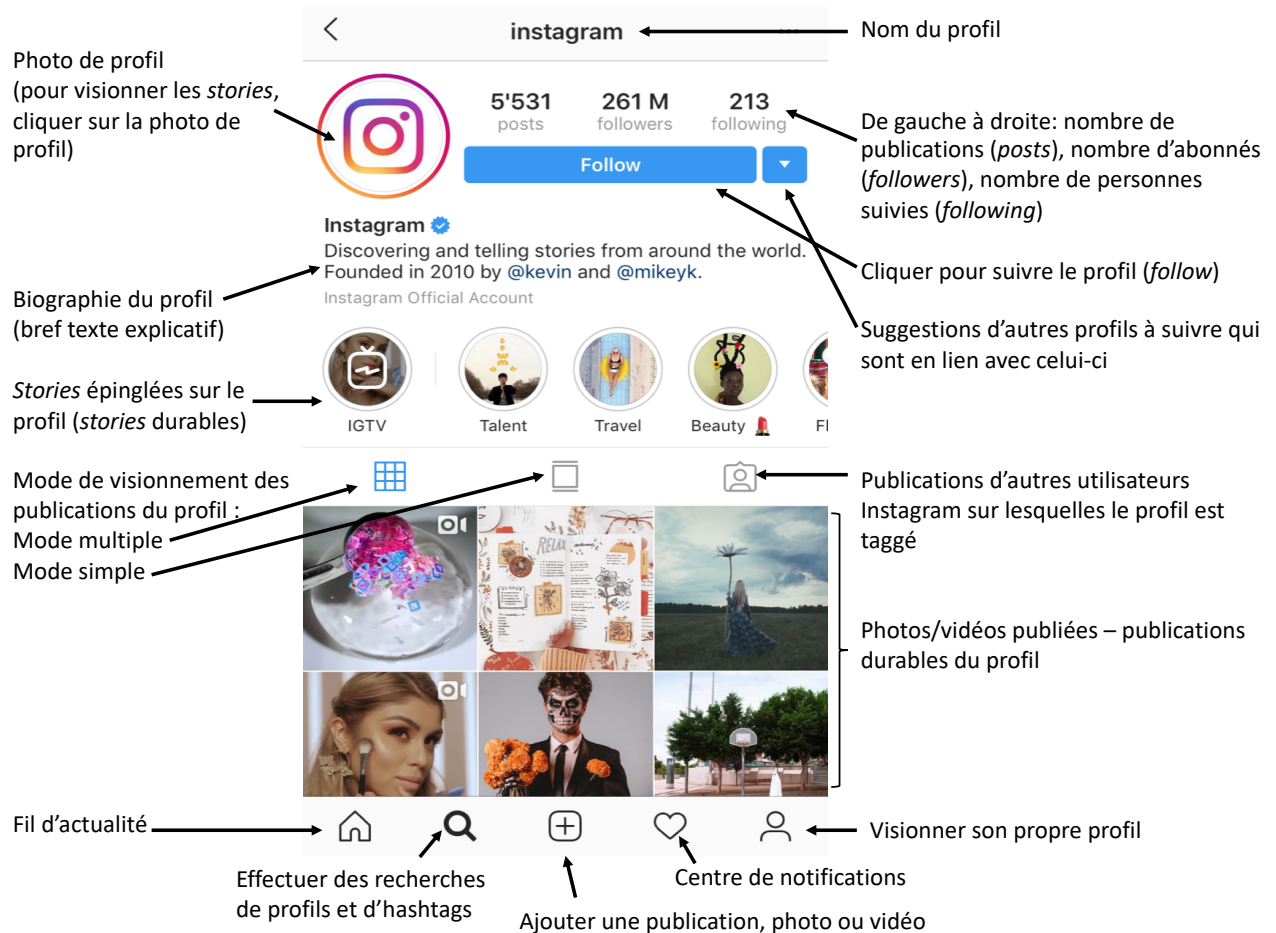 instagram
Nom du profil
Photo de profil
(pour visionner les stories,
cliquer sur la photo de
profil)
5'531
261 M
213
posts
followers
following
Follow
De gauche à droite: nombre de
publications (posts), nombre d'abonnés
(followers), nombre de personnes
suivies (following)
Instagram
Discovering and telling stories from around the world.
Founded in 2010 by @kevin and @mikeyk.
Instagram Official Account
Cliquer pour suivre le profil (follow)
Biographie du profil
(bref texte explicatif)
Suggestions d'autres profils à suivre qui
sont en lien avec celui-ci
Stories épinglées sur le
profil (stories durables)
IGTV
Talent
Travel
Beauty 💄
Mode de visionnement des
publications du profil :
Mode multiple
Mode simple
Publications d'autres utilisateurs
Instagram sur lesquelles le profil est
taggé
RELAX
Photos/vidéos publiées – publications
durables du profil
Fil d'actualité
Visionner son propre profil
Effectuer des recherches
de profils et d'hashtags
Centre de notifications
Ajouter une publication, photo ou vidéo